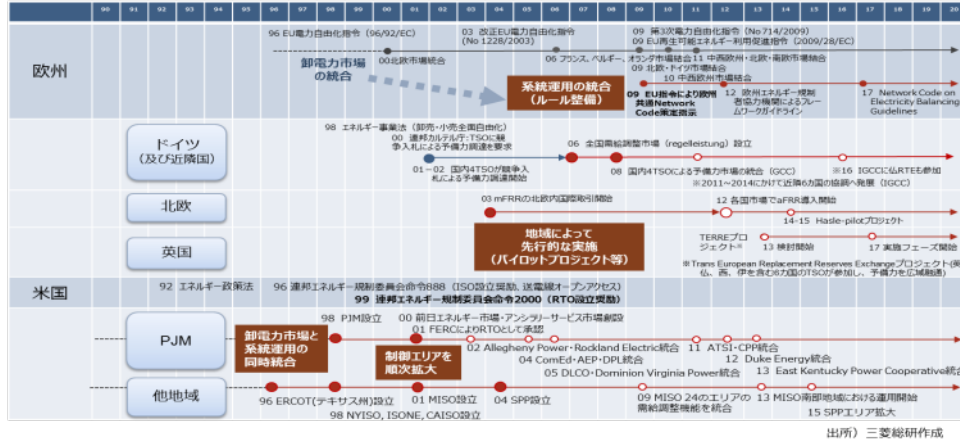 90 91 92 93 94 95 96 97 98 99 00 01 02 03 04 05 06 07 08 09 10 11 12 13 14 15 16 17 18 19 20
欧州
96 EU電力自由化指令 (96/92/EC)
03 改正EU電力自由化指令
(No 1228/2003)
09 第3次電力自由化指令 (No 714/2009)
09 EU再生可能エネルギー利用促進指令 (2009/28/EC)
卸電力市場
の統合
00北欧市場統合
06 フランス、ベルギー、オランダ市場結合
11 中西欧州・北欧・南欧市場結合
09 北欧・ドイツ市場結合
10 中西欧州市場結合
系統運用の統合
(ルール整備)
09 EU指令により欧州
共通Network
Code策定指示
12 欧州エネルギー規制
者協力機関によるフレー
ムワークガイドライン
17 Network Code on
Electricity Balancing
Guidelines
ドイツ
(及び近隣国)
98 エネルギー事業法 (卸売・小売全面自由化)
00 連邦カルテル庁:TSOに競
争入札による予備力調達を要求
01-02 国内4TSOが競争入
札による予備力調達開始
06 全国需給調整市場 (regelleistung) 設立
08 国内4TSOによる予備力市場の統合 (GCC)
※16 IGCCに仏RTEも参加
※2011~2014にかけて近隣6カ国の協調へ発展 (IGCC)
北欧
03 mFRRの北欧内国際取引開始
12 各国市場でaFRR導入開始
14-15 Hasle-pilotプロジェクト
英国
地域によって
先行的な実施
(パイロットプロジェクト等)
TERREプロ
ジェクト※
13 検討開始
17 実施フェーズ開始
※Trans European Replacement Reserves Exchangeプロジェクト(英
仏、西、伊を含む8カ国のTSOが参加し、予備力を広域融通)
米国
92 エネルギー政策法
96 連邦エネルギー規制委員会命令888 (ISO設立奨励、送電線オープンアクセス)
99 連邦エネルギー規制委員会命令2000 (RTO設立奨励)
PJM
98 PJM設立
00 前日エネルギー市場・アンシラリーサービス市場創設
01 FERCによりRTOとして承認
卸電力市場と
系統運用の
同時統合
制御エリアを
順次拡大
02 Allegheny Power・Rockland Electric統合
04 ComEd・AEP・DPL統合
05 DLCO・Dominion Virginia Power統合
11 ATSI・CPP統合
12 Duke Energy統合
13 East Kentucky Power Cooperative統合
他地域
96 ERCOT(テキサス州)設立
98 NYISO, ISONE, CAISO設立
01 MISO設立
04 SPP設立
09 MISO 24のエリアの
需給調整機能を統合
13 MISO南部地域における運用開始
15 SPPエリア拡大
出所）三菱総研作成